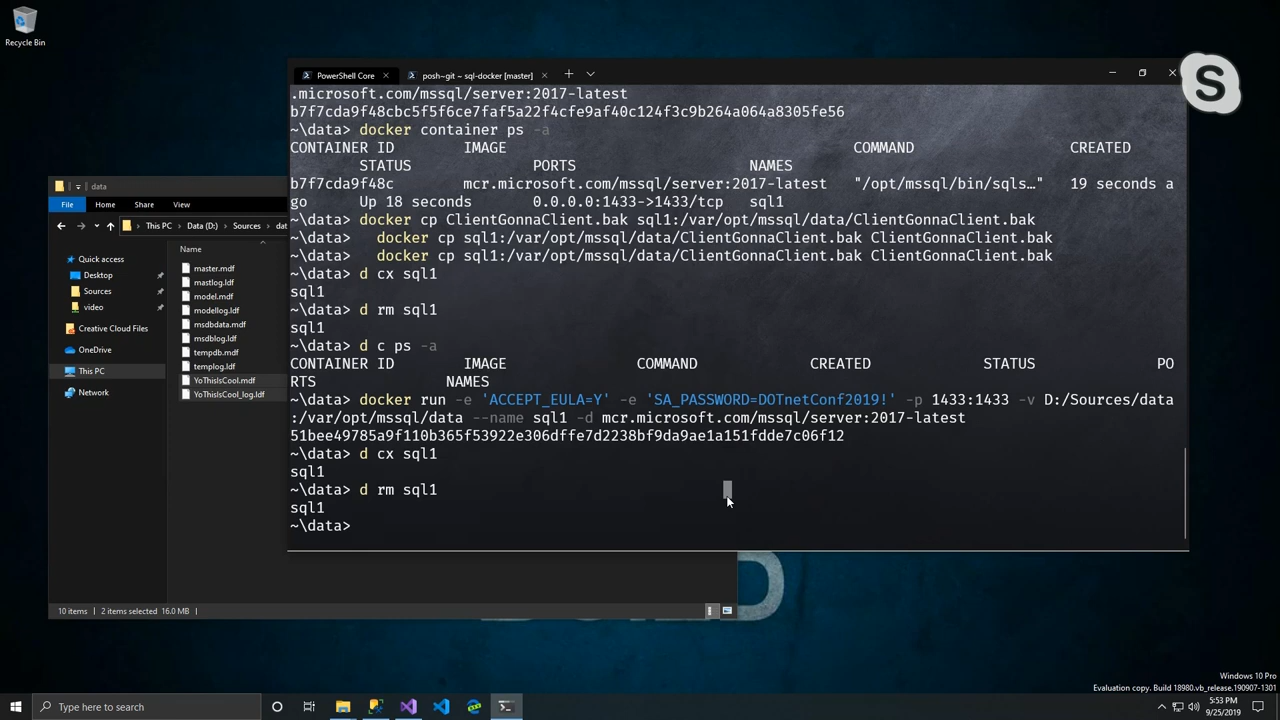 Recycle Bin
PowerShell Core
posh~git ~ sql-docker [master]
S
.microsoft.com/mssql/server:2017-latest
b7f7cda9f48cbc5f5f6ce7faf5a22f4cfe9af40c124f3c9b264a064a8305fe56
~\data> docker container ps -a
CONTAINER ID IMAGE COMMAND CREATED
STATUS PORTS NAMES
b7f7cda9f48c mcr.microsoft.com/mssql/server:2017-latest "/opt/mssql/bin/sqls…" 19 seconds a
go Up 18 seconds 0.0.0.0:1433->1433/tcp sql1
~\data> docker cp ClientGonnaClient.bak sql1:/var/opt/mssql/data/ClientGonnaClient.bak
~\data> docker cp sql1:/var/opt/mssql/data/ClientGonnaClient.bak ClientGonnaClient.bak
~\data> docker cp sql1:/var/opt/mssql/data/ClientGonnaClient.bak ClientGonnaClient.bak
~\data> d cx sql1
sql1
~\data> d rm sql1
sql1
~\data> d c ps -a
CONTAINER ID IMAGE COMMAND CREATED STATUS PO
RTS NAMES
~\data> docker run -e 'ACCEPT_EULA=Y' -e 'SA_PASSWORD=DOTnetConf2019!' -p 1433:1433 -v D:/Sources/data
:/var/opt/mssql/data --name sql1 -d mcr.microsoft.com/mssql/server:2017-latest
51bee49785a9f110b365f53922e306dffe7d2238bf9da9ae1a151fdde7c06f12
~\data> d cx sql1
sql1
~\data> d rm sql1
sql1
~\data>
data
File Home Share View
This PC Data (D:) Sources dat
Name
Quick access
Desktop
Sources
video
Creative Cloud Files
OneDrive
This PC
Network
master.mdf
mastlog.ldf
model.mdf
modellog.ldf
msdbdata.mdf
msdblog.ldf
tempdb.mdf
templog.ldf
YoThisIsCool.mdf
YoThisIsCool_log.ldf
10 items 2 items selected 16.0 MB
Windows 10 Pro
Evaluation copy. Build 18980.vb_release.190907-1301
Type here to search
5:53 PM
9/25/2019